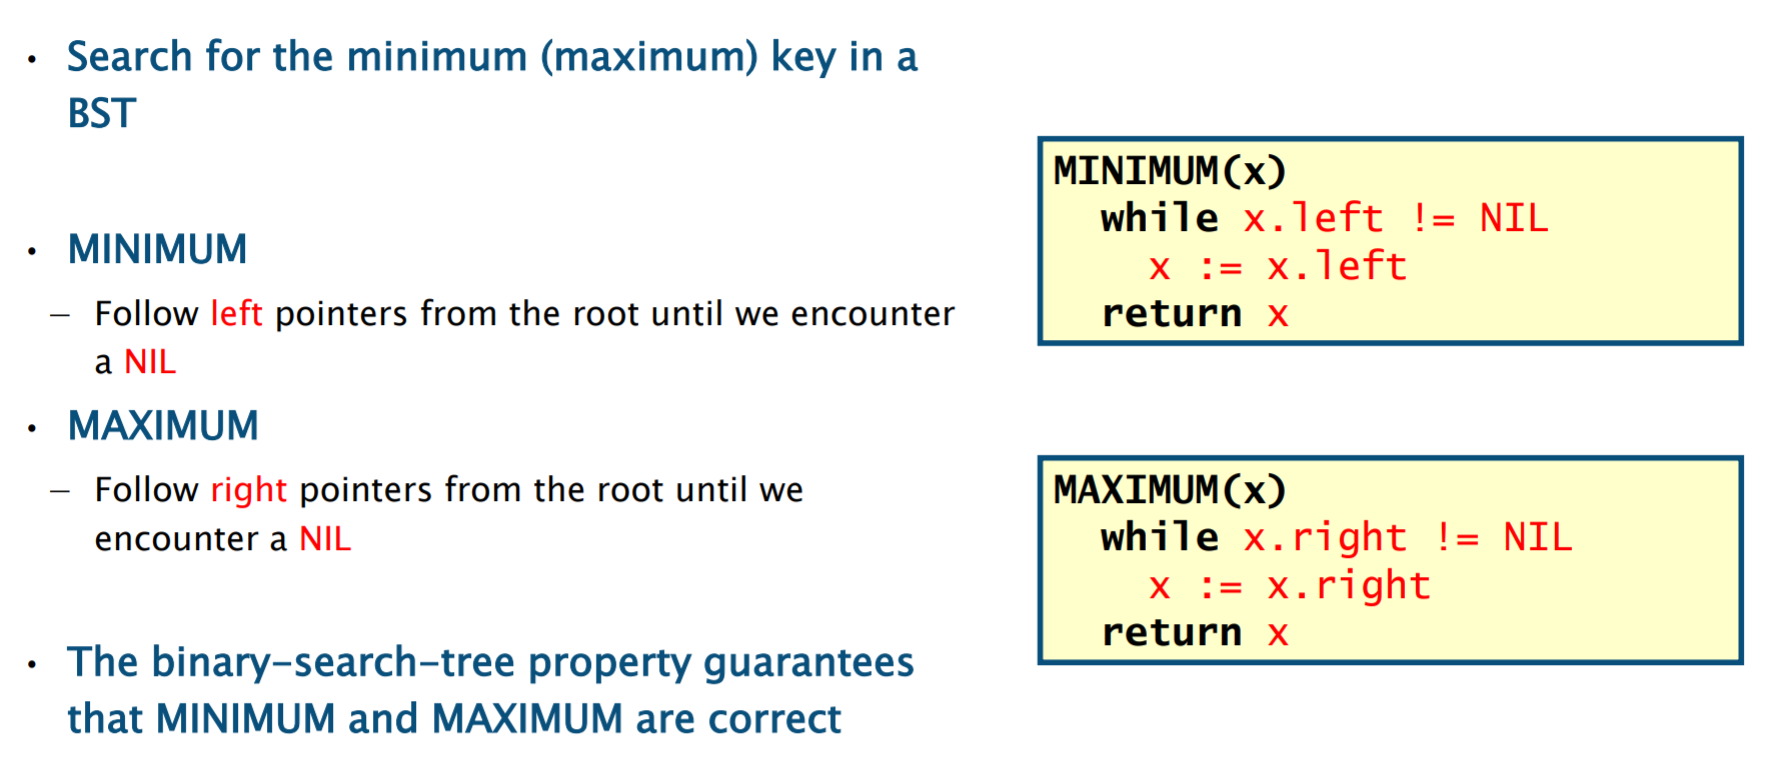 • Search for the minimum (maximum) key in a
BST
• MINIMUM
– Follow left pointers from the root until we encounter
a NIL
• MAXIMUM
– Follow right pointers from the root until we
encounter a NIL
• The binary-search-tree property guarantees
that MINIMUM and MAXIMUM are correct
MINIMUM(x)
while x.left != NIL
x := x.left
return x
MAXIMUM(x)
while x.right != NIL
x := x.right
return x